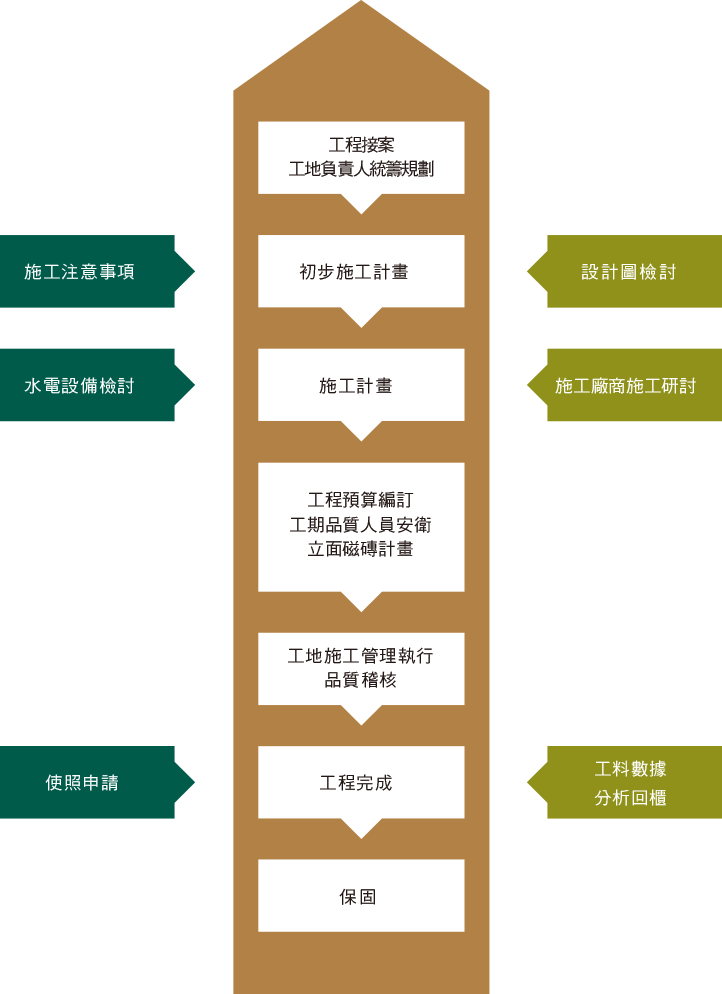 工程接案
工地負責人統籌規劃
施工注意事項
初步施工計畫
設計圖檢討
水電設備檢討
施工計畫
施工廠商施工研討
工程預算編訂
工期品質人員安衛
立面磁磚計畫
工地施工管理執行
品質稽核
使照申請
工程完成
工料數據
分析回櫃
保固